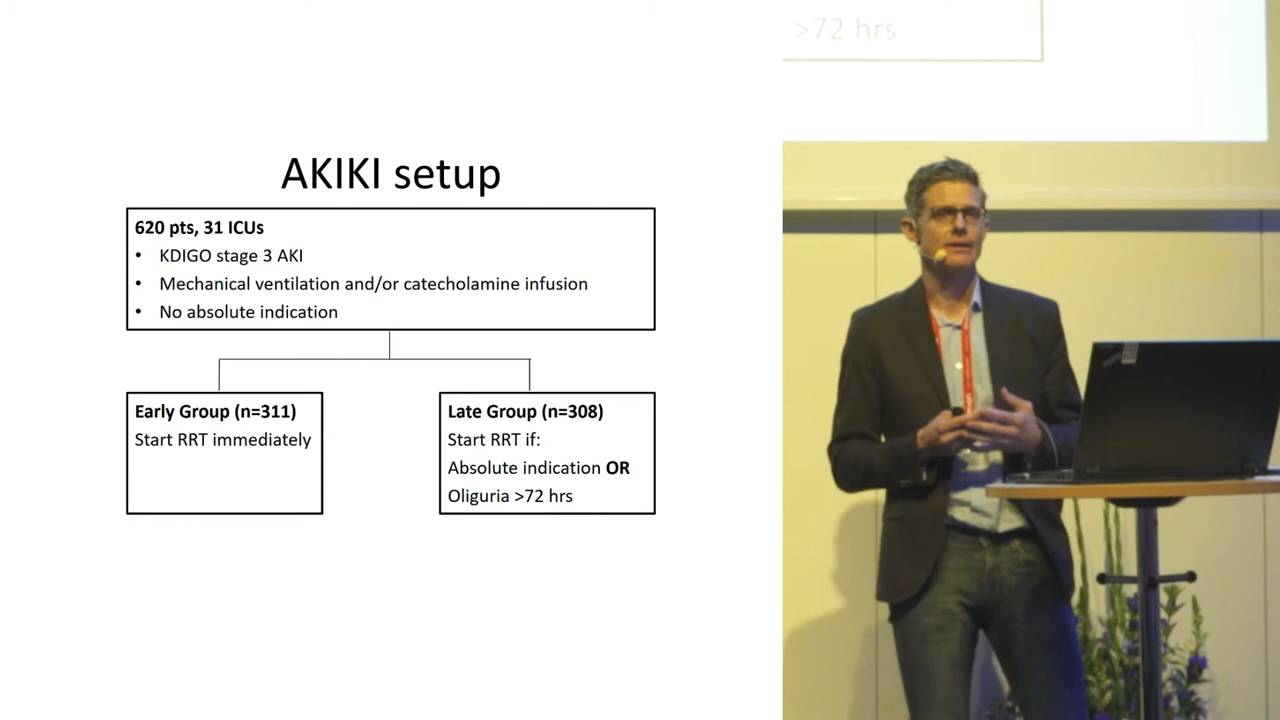 AKIKI setup
620 pts, 31 ICUs
• KDIGO stage 3 AKI
• Mechanical ventilation and/or catecholamine infusion
• No absolute indication
Early Group (n=311)
Start RRT immediately
Late Group (n=308)
Start RRT if:
Absolute indication OR
Oliguria >72 hrs
>72 hrs